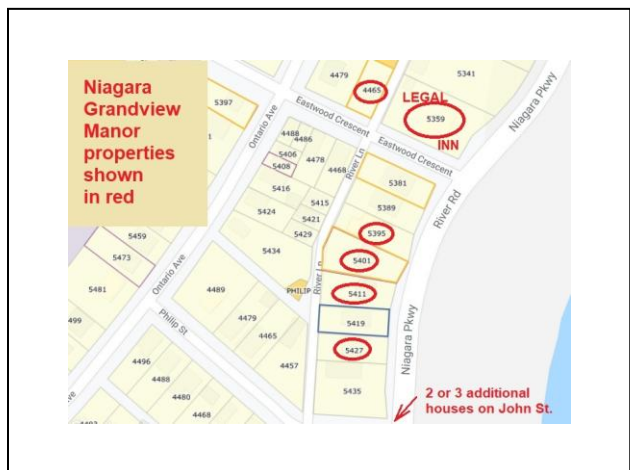 Niagara
Grandview
Manor
properties
shown
in red
4479
4465
5341
LEGAL
5359
INN
Niagara Pkwy
5397
Ontario Ave
Eastwood Crescent
Eastwood Crescent
4488
4486
5406
5408
4478
4468
River Ln
5381
River Rd
5416
5415
5389
5424
5421
5395
5429
5459
5401
5473
5434
River Ln
5481
Ontario Ave
4489
PHILIP
5411
499
Philip St
4479
5419
4465
Niagara Pkwy
4496
4457
5427
4488
4480
5435
4468
2 or 3 additional
houses on John St.